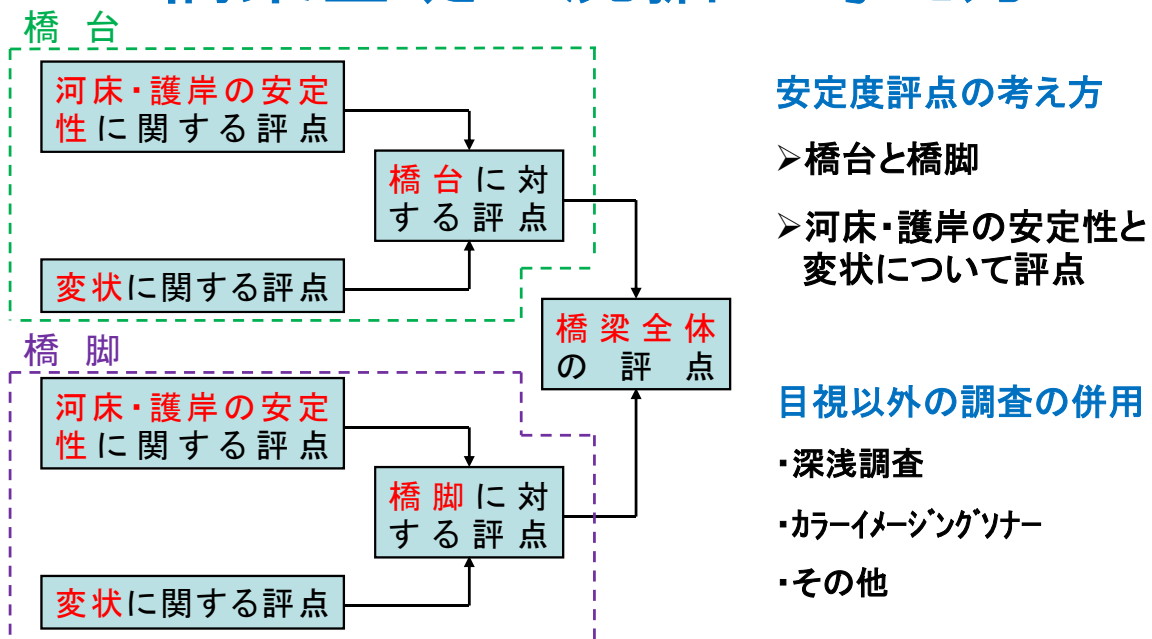 橋 台
河床・護岸の安定
性に関する評点
橋台に対
する評点
変状に関する評点
橋梁全体
の評点
橋 脚
河床・護岸の安定
性に関する評点
橋脚に対
する評点
変状に関する評点
安定度評点の考え方
➢橋台と橋脚
➢河床・護岸の安定性と
変状について評点
目視以外の調査の併用
・深浅調査
・ｶﾗｰｲﾒｰｼﾞﾝｸﾞｿﾅｰ
・その他